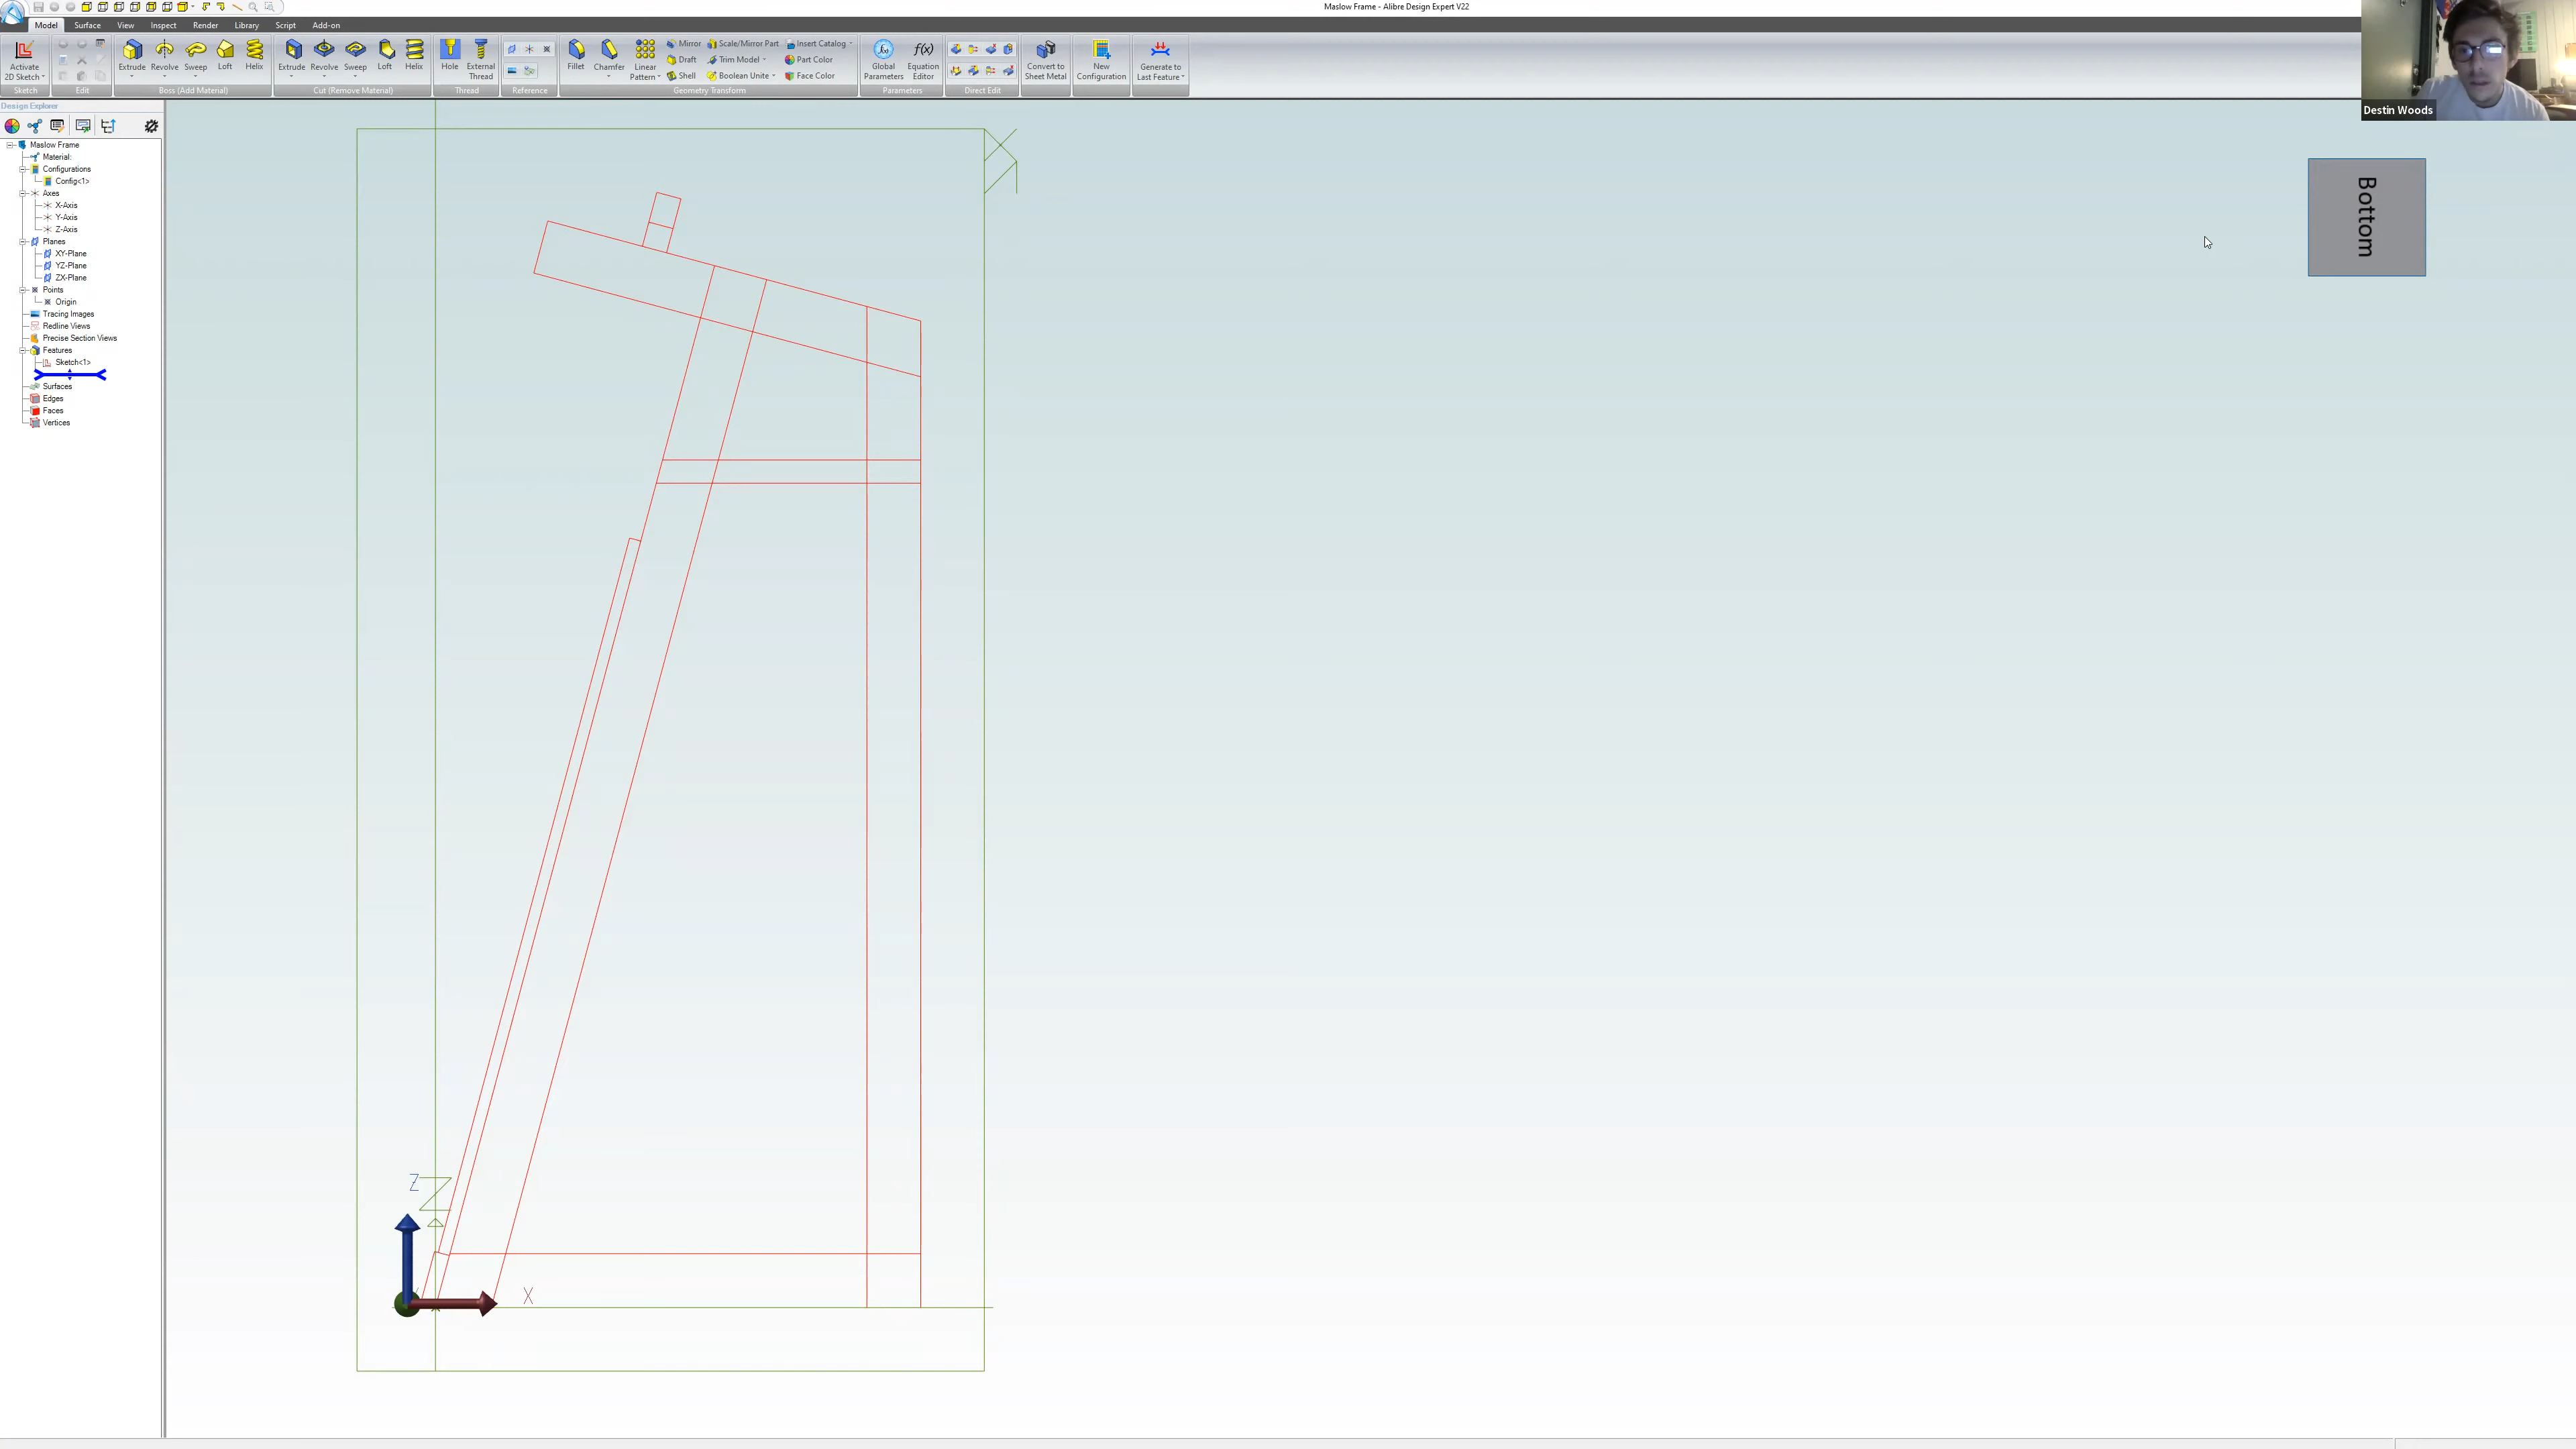 Maslow Frame - Alibre Design Expert V22
Model Surface View Inspect Render Library Script Add-on
Activate
2D Sketch
Sketch
Edit
Extrude Revolve Sweep Loft Helix
Boss (Add Material)
Extrude Revolve Sweep Loft Helix
Cut (Remove Material)
Hole External
Thread
Thread
Reference
Fillet Chamfer Linear
Pattern
Mirror Scale/Mirror Part Insert Catalog
Draft Trim Model Part Color
Shell Boolean Unite Face Color
Geometry Transform
Global
Parameters
Equation
Editor
Parameters
Direct Edit
Convert to
Sheet Metal
New
Configuration
Generate to
Last Feature
Destin Woods
Design Explorer
Maslow Frame
Material:
Configurations
Config<1>
Axes
X-Axis
Y-Axis
Z-Axis
Planes
XY-Plane
YZ-Plane
ZX-Plane
Points
Origin
Tracing Images
Redline Views
Precise Section Views
Features
Sketch<1>
Surfaces
Edges
Faces
Vertices
Bottom
X
Z
Z
X